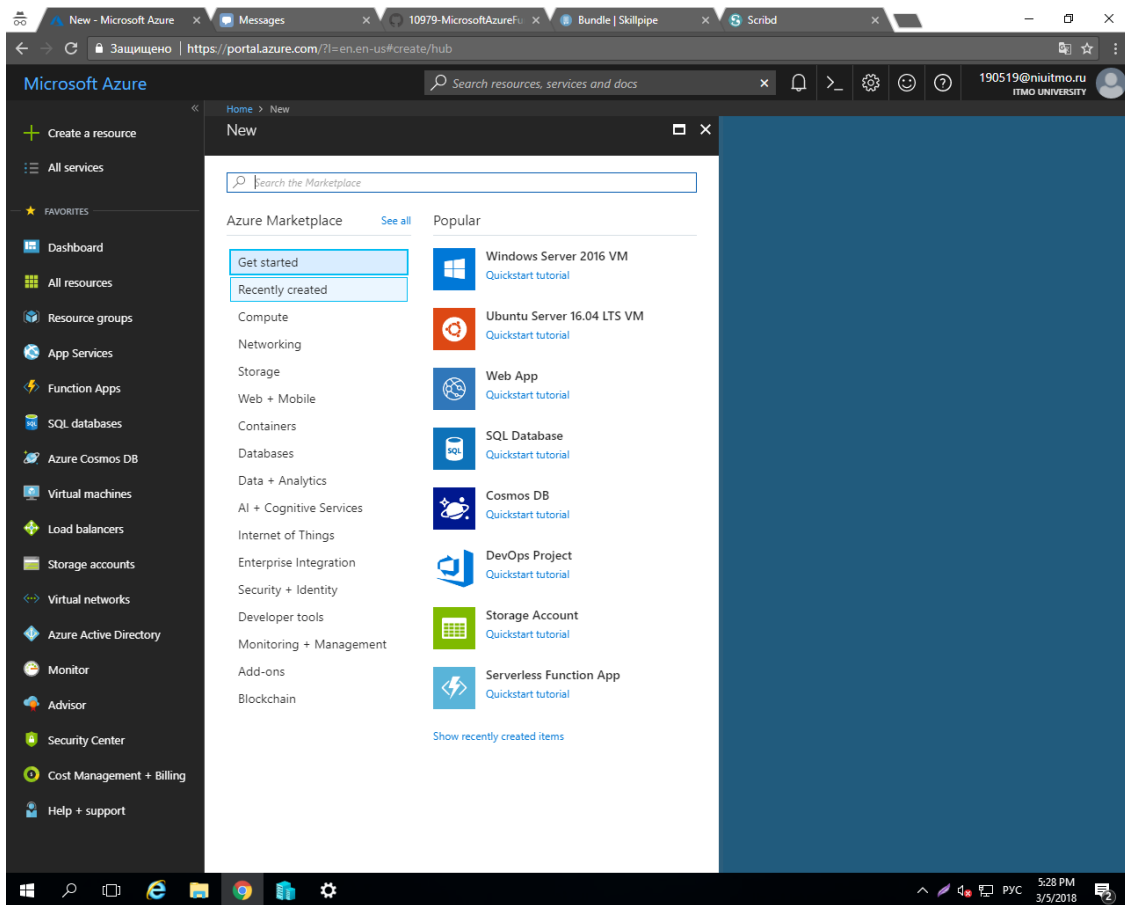 New - Microsoft Azure
Messages
10979-MicrosoftAzureFu
Bundle | Skillpipe
Scribd
Защищено | https://portal.azure.com/?l=en.en-us#create/hub
Microsoft Azure
Search resources, services and docs
190519@niuitmo.ru
ITMO UNIVERSITY
Create a resource
All services
FAVORITES
Dashboard
All resources
Resource groups
App Services
Function Apps
SQL databases
Azure Cosmos DB
Virtual machines
Load balancers
Storage accounts
Virtual networks
Azure Active Directory
Monitor
Advisor
Security Center
Cost Management + Billing
Help + support
Home > New
New
Search the Marketplace
Azure Marketplace
See all
Get started
Recently created
Compute
Networking
Storage
Web + Mobile
Containers
Databases
Data + Analytics
AI + Cognitive Services
Internet of Things
Enterprise Integration
Security + Identity
Developer tools
Monitoring + Management
Add-ons
Blockchain
Popular
Windows Server 2016 VM
Quickstart tutorial
Ubuntu Server 16.04 LTS VM
Quickstart tutorial
Web App
Quickstart tutorial
SQL
SQL Database
Quickstart tutorial
Cosmos DB
Quickstart tutorial
DevOps Project
Quickstart tutorial
Storage Account
Quickstart tutorial
Serverless Function App
Quickstart tutorial
Show recently created items
РУС
5:28 PM
3/5/2018
2